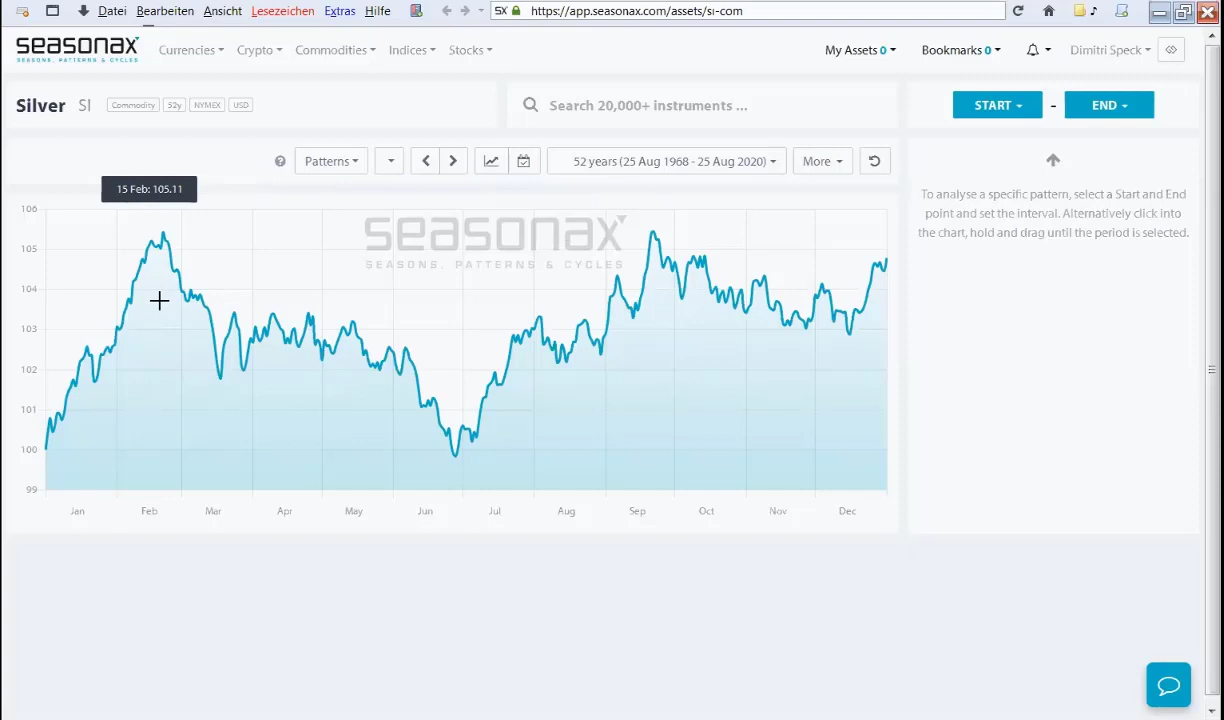 Datei Bearbeiten Ansicht Lesezeichen Extras Hilfe SX https://app.seasonax.com/assets/si-com
seasonax
SEASONS, PATTERNS & CYCLES
Currencies Crypto Commodities Indices Stocks My Assets 0 Bookmarks 0 Dimitri Speck
Silver SI Commodity 52y NYMEX USD Search 20,000+ instruments ... START - END
Patterns 52 years (25 Aug 1968 - 25 Aug 2020) More
15 Feb: 105.11
To analyse a specific pattern, select a Start and End
point and set the interval. Alternatively click into
the chart, hold and drag until the period is selected.
seasonax
SEASONS, PATTERNS & CYCLES
106
105
104
103
102
101
100
99
Jan Feb Mar Apr May Jun Jul Aug Sep Oct Nov Dec